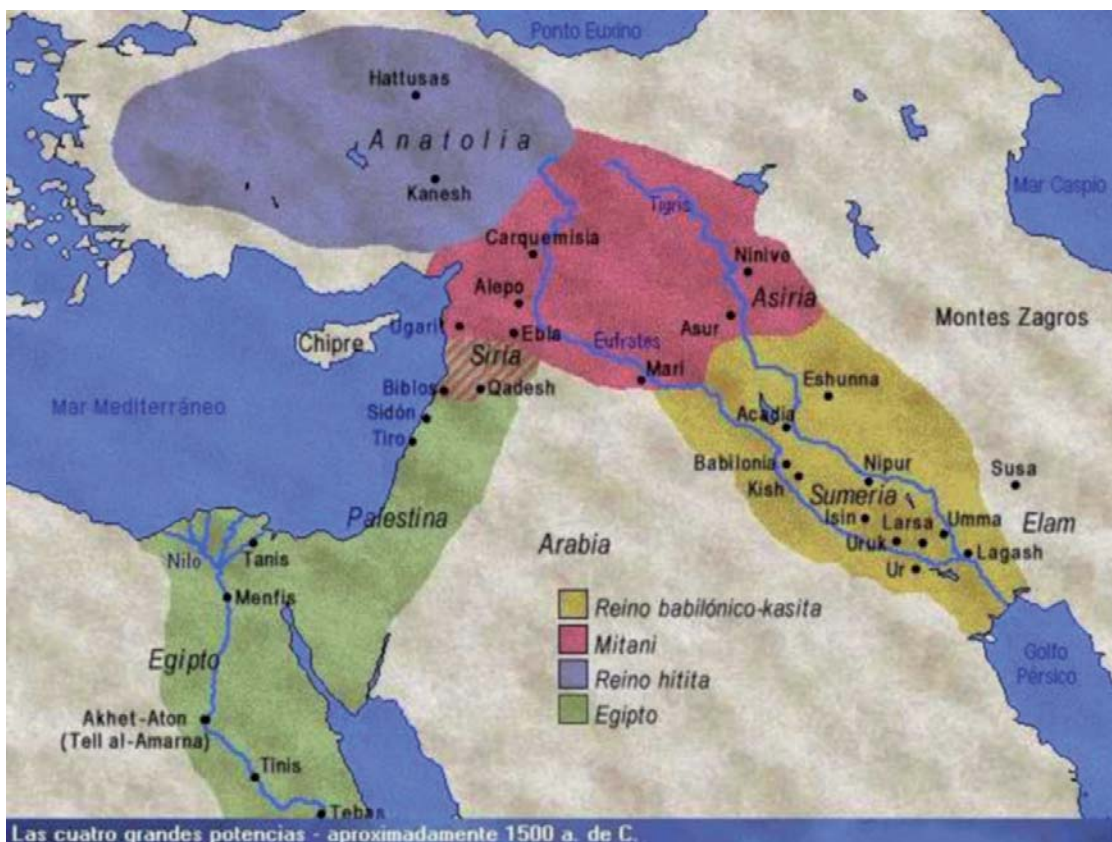 Ponto Euxino
Hattusas
Anatolia
Kanesh
Mar Caspio
Tigris
Carquemisia
Ninive
Alepo
Asiria
Montes Zagros
Ugarit
Ebla
Asur
Chipre
Eufrates
Siria
Mari
Eshunna
Biblos
Qadesh
Mar Mediterráneo
Sidón
Acadia
Tiro
Babilonia
Nipur
Susa
Kish
Sumeria
Palestina
Isin
Larsa
Umma
Elam
Arabia
Uruk
Lagash
Nilo
Tanis
Ur
Menfis
Reino babilónico-kasita
Mitani
Reino hitita
Egipto
Golfo
Pérsico
Egipto
Akhet-Aton
(Tell al-Amarna)
Tinis
Tebas
Las cuatro grandes potencias - aproximadamente 1500 a. de C.